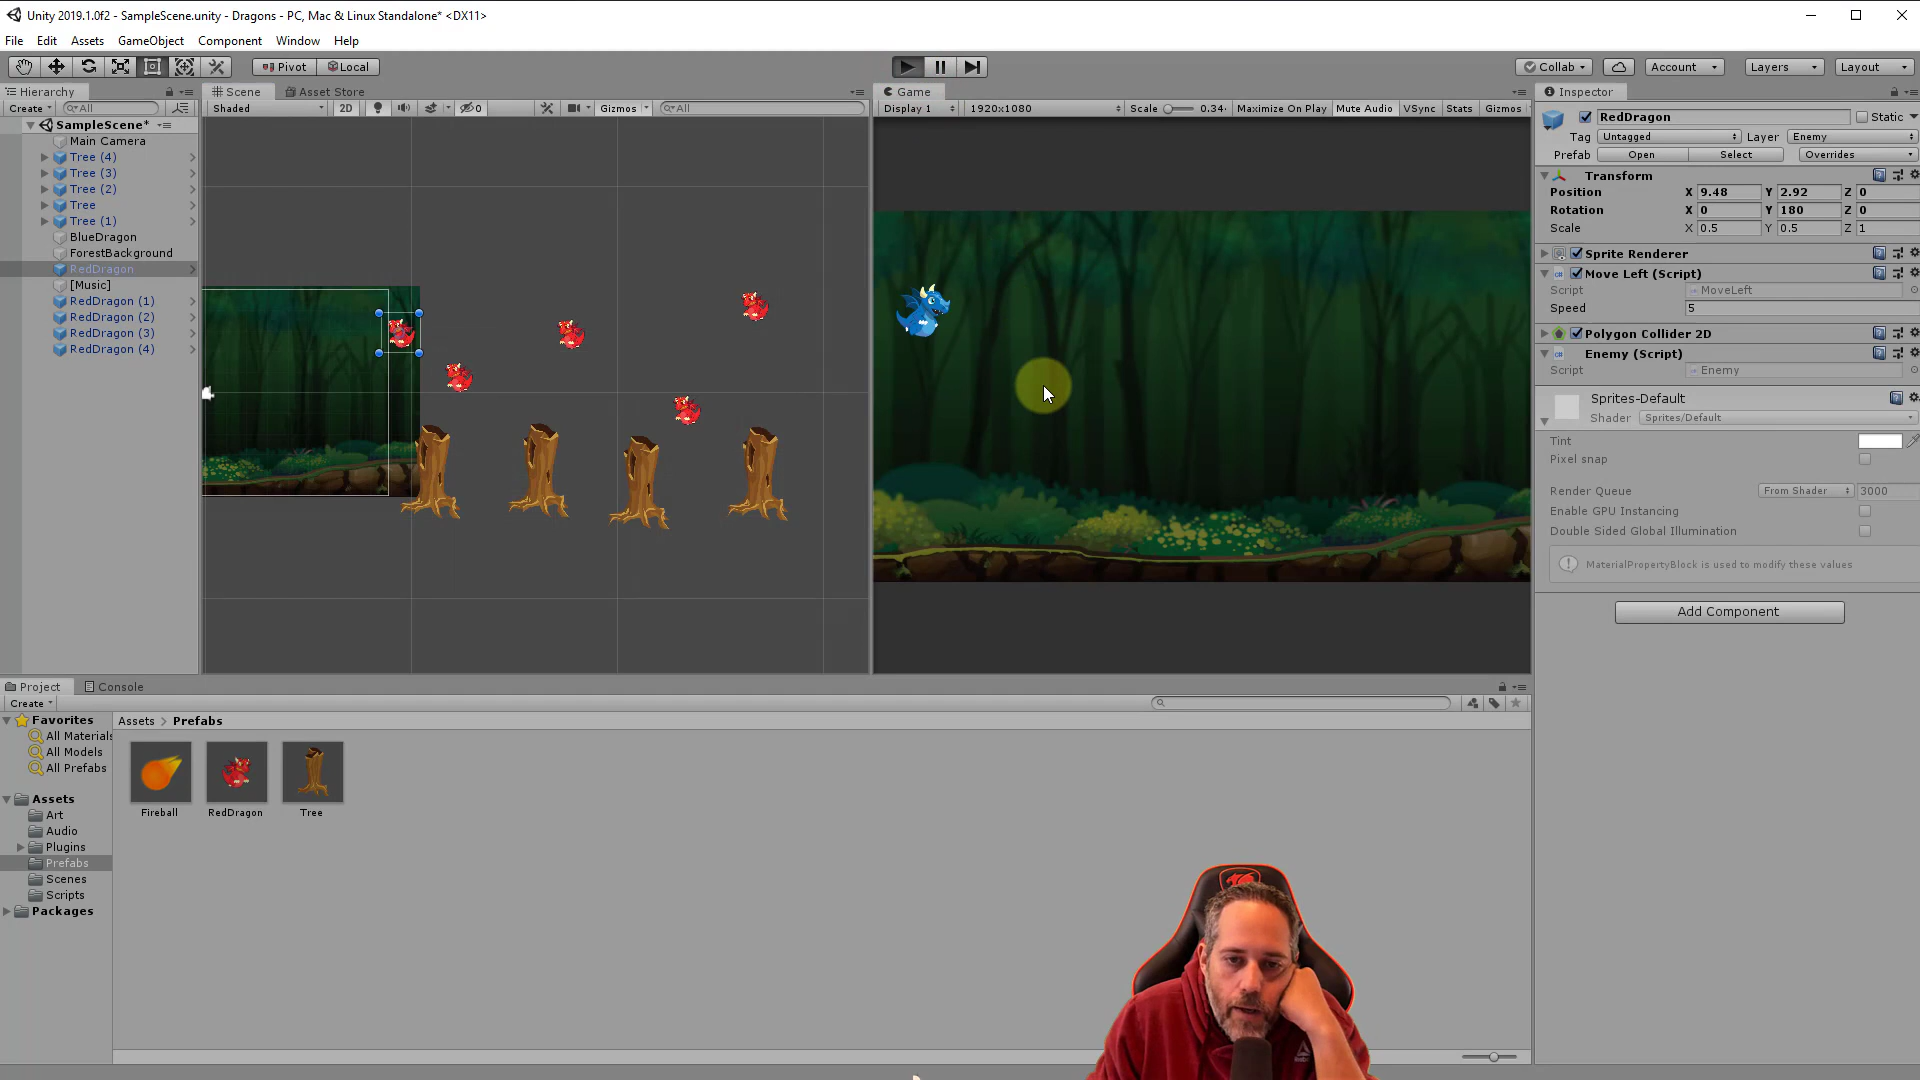 Unity 2019.1.0f2 - SampleScene.unity - Dragons - PC, Mac & Linux Standalone* <DX11>
File Edit Assets GameObject Component Window Help
Pivot Local Collab Account Layers Layout
Hierarchy Scene Asset Store Game Inspector
Create All Shaded 2D 0 Gizmos All Display 1 1920x1080 Scale 0.34 Maximize On Play Mute Audio VSync Stats Gizmos
RedDragon Static
SampleScene*
Tag Untagged Layer Enemy
Main Camera
Prefab Open Select Overrides
Tree (4)
Tree (3)
Tree (2)
Tree
Tree (1)
BlueDragon
ForestBackground
RedDragon
[Music]
RedDragon (1)
RedDragon (2)
RedDragon (3)
RedDragon (4)
Transform
Position X 9.48 Y 2.92 Z 0
Rotation X 0 Y 180 Z 0
Scale X 0.5 Y 0.5 Z 1
Sprite Renderer
Move Left (Script)
Script MoveLeft
Speed 5
Polygon Collider 2D
Enemy (Script)
Script Enemy
Sprites-Default
Shader Sprites/Default
Tint
Pixel snap
Render Queue From Shader 3000
Enable GPU Instancing
Double Sided Global Illumination
MaterialPropertyBlock is used to modify these values
Add Component
Project Console
Create
Favorites
All Materials
All Models
All Prefabs
Assets
Art
Audio
Plugins
Prefabs
Scenes
Scripts
Packages
Assets > Prefabs
Fireball RedDragon Tree